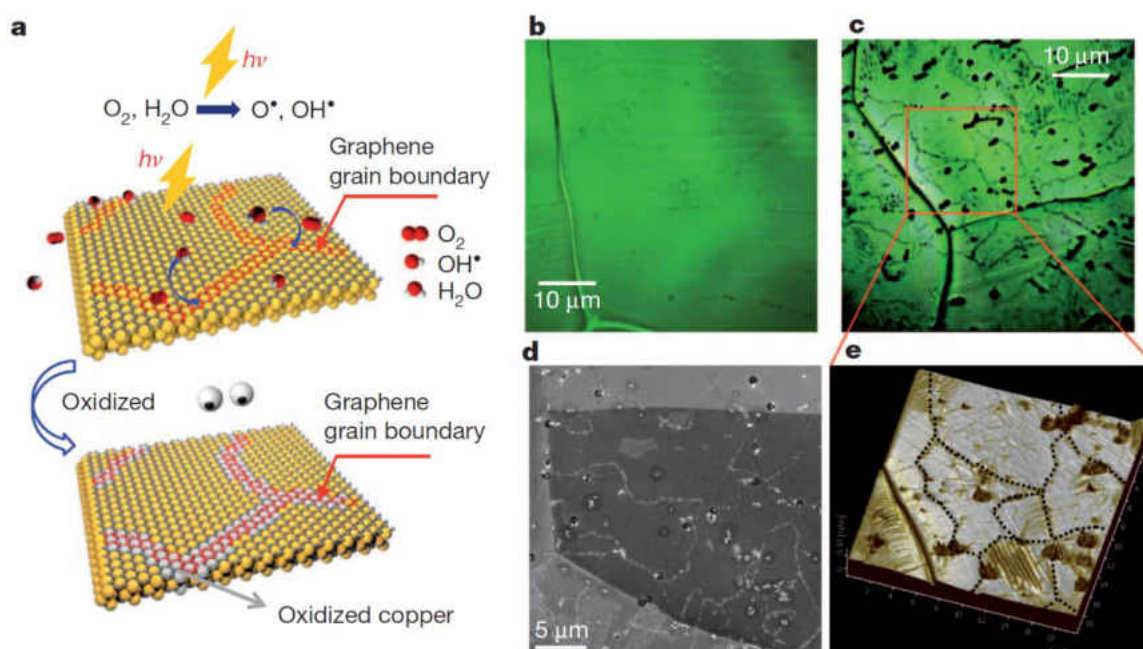 a
hν
O₂, H₂O → O•, OH•
hν
Graphene
grain boundary
O₂
OH•
H₂O
Oxidized
Graphene
grain boundary
Oxidized copper
b
10 μm
c
10 μm
d
5 μm
e